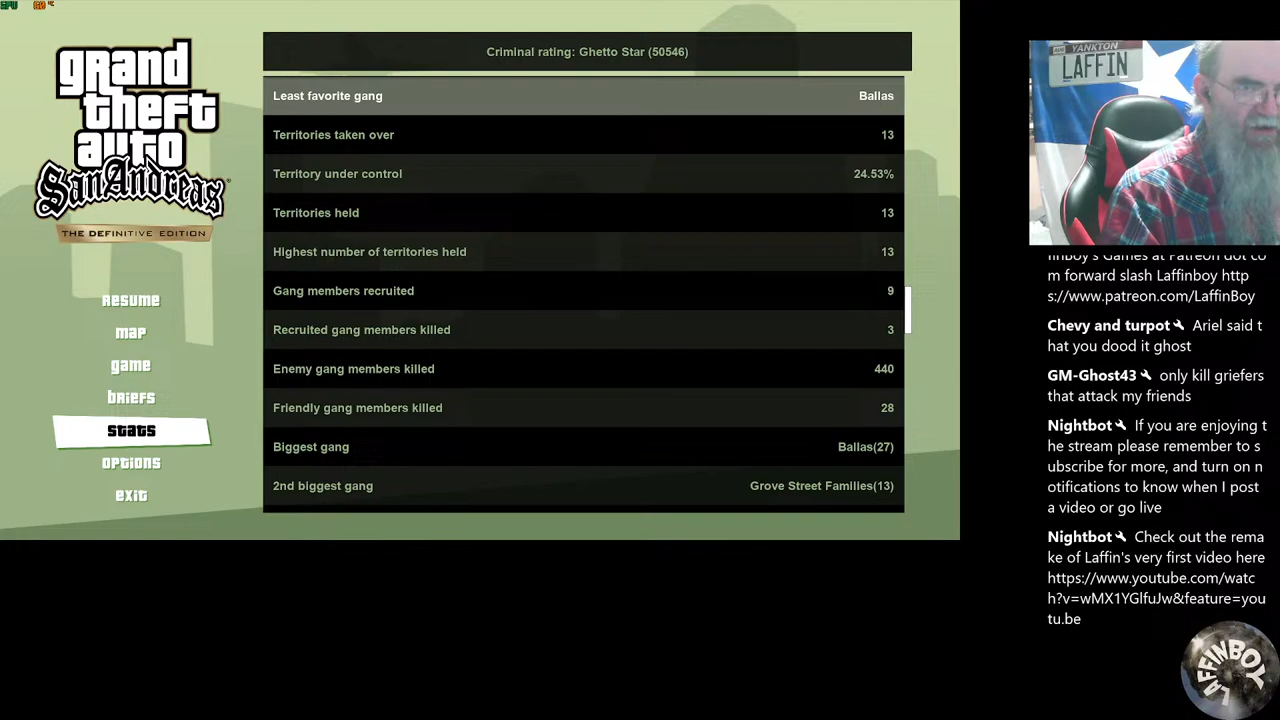 CPU
grand
theft
auto
San Andreas
THE DEFINITIVE EDITION
Resume
map
game
briefs
stats
options
exit
Criminal rating: Ghetto Star (50546)
Least favorite gang Ballas
Territories taken over 13
Territory under control 24.53%
Territories held 13
Highest number of territories held 13
Gang members recruited 9
Recruited gang members killed 3
Enemy gang members killed 440
Friendly gang members killed 28
Biggest gang Ballas(27)
2nd biggest gang Grove Street Families(13)
YANKTON
LAFFIN
finBoy's Games at Patreon dot co
m forward slash Laffinboy http
s://www.patreon.com/LaffinBoy
Chevy and turpot Ariel said t
hat you dood it ghost
GM-Ghost43 only kill griefers
that attack my friends
Nightbot If you are enjoying t
he stream please remember to s
ubscribe for more, and turn on n
otifications to know when I post
a video or go live
Nightbot Check out the rema
ke of Laffin's very first video here
https://www.youtube.com/watc
h?v=wMX1YGlfuJw&feature=you
tu.be
LAFFINBOY